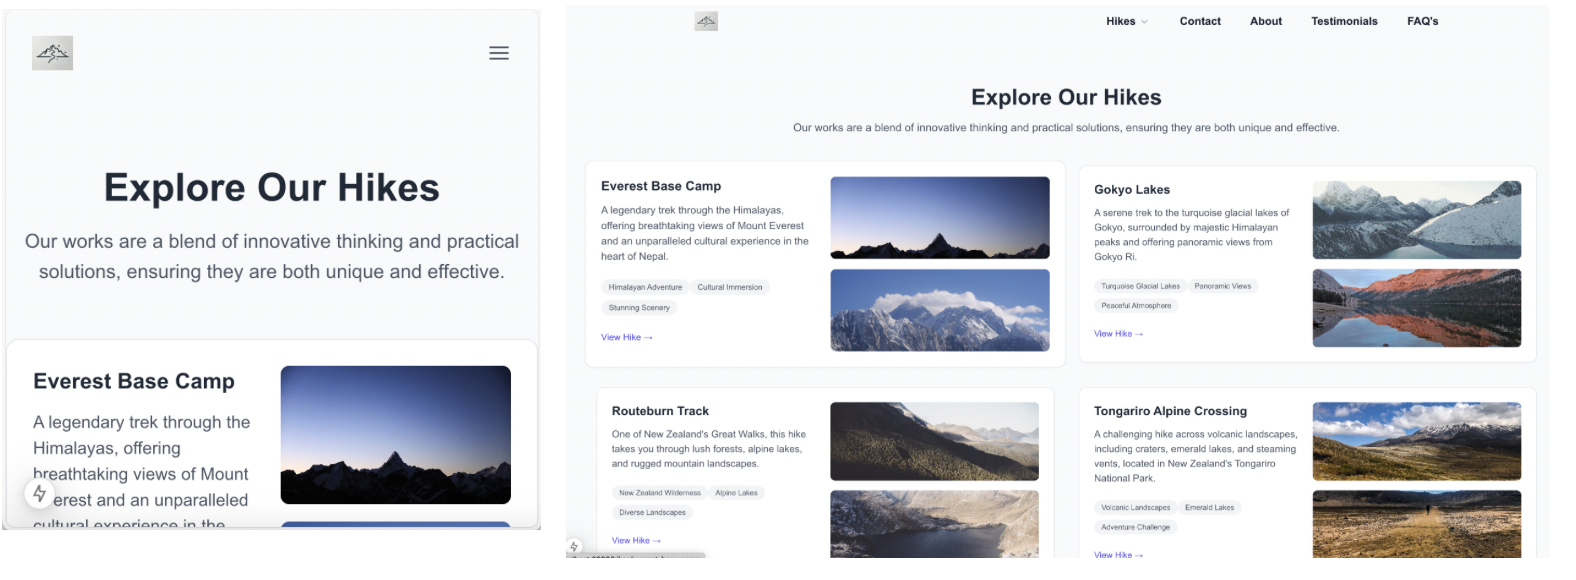 Explore Our Hikes
Our works are a blend of innovative thinking and practical
solutions, ensuring they are both unique and effective.
Everest Base Camp
A legendary trek through the
Himalayas, offering
breathtaking views of Mount
erest and an unparalleled
cultural experience in the
Hikes
Contact
About
Testimonials
FAQ's
Explore Our Hikes
Our works are a blend of innovative thinking and practical solutions, ensuring they are both unique and effective.
Everest Base Camp
A legendary trek through the Himalayas,
offering breathtaking views of Mount Everest
and an unparalleled cultural experience in the
heart of Nepal.
Himalayan Adventure
Cultural Immersion
Stunning Scenery
View Hike →
Gokyo Lakes
A serene trek to the turquoise glacial lakes of
Gokyo, surrounded by majestic Himalayan
peaks and offering panoramic views from
Gokyo Ri.
Turquoise Glacial Lakes
Panoramic Views
Peaceful Atmosphere
View Hike →
Routeburn Track
One of New Zealand's Great Walks, this hike
takes you through lush forests, alpine lakes,
and rugged mountain landscapes.
New Zealand Wilderness
Alpine Lakes
Diverse Landscapes
View Hike →
Tongariro Alpine Crossing
A challenging hike across volcanic landscapes,
including craters, emerald lakes, and steaming
vents, located in New Zealand's Tongariro
National Park.
Volcanic Landscapes
Emerald Lakes
Adventure Challenge
View Hike →